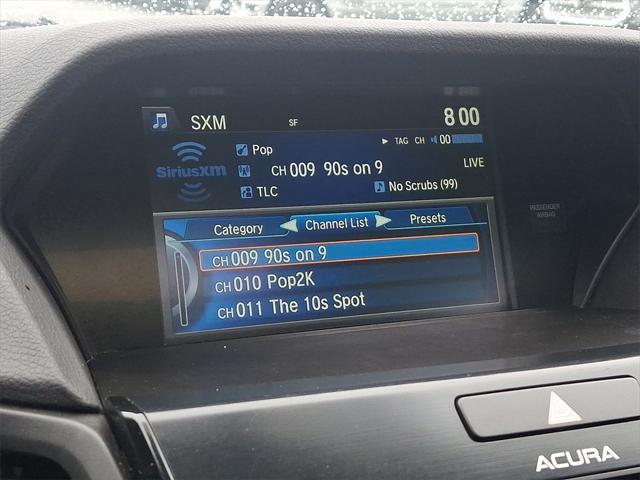 SXM SF 8 00
TAG CH 00
Pop
CH 009 90s on 9 LIVE
SiriusXM
TLC No Scrubs (99)
Category Channel List Presets
CH 009 90s on 9
CH 010 Pop2K
CH 011 The 10s Spot
PASSENGER
AIRBAG
ACURA